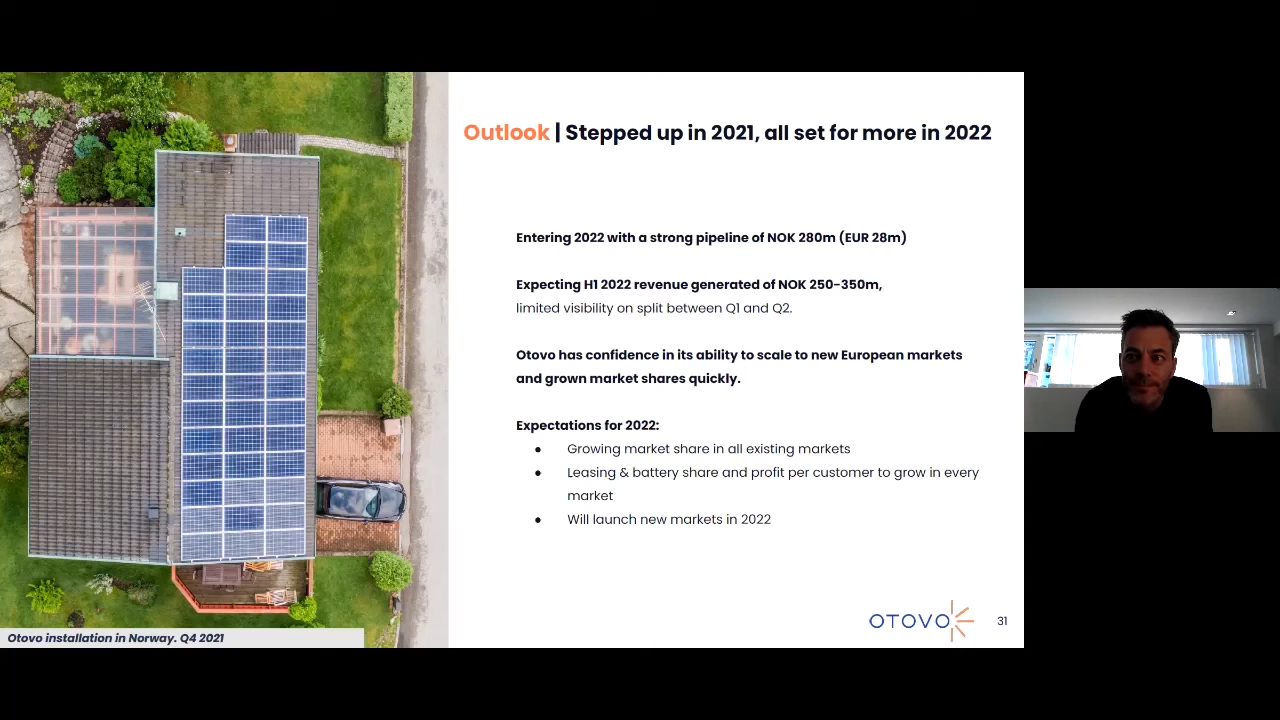 Outlook | Stepped up in 2021, all set for more in 2022
Entering 2022 with a strong pipeline of NOK 280m (EUR 28m)
Expecting H1 2022 revenue generated of NOK 250-350m,
limited visibility on split between Q1 and Q2.
Otovo has confidence in its ability to scale to new European markets
and grown market shares quickly.
Expectations for 2022:
● Growing market share in all existing markets
● Leasing & battery share and profit per customer to grow in every
market
● Will launch new markets in 2022
Otovo installation in Norway. Q4 2021
OTOVO
31